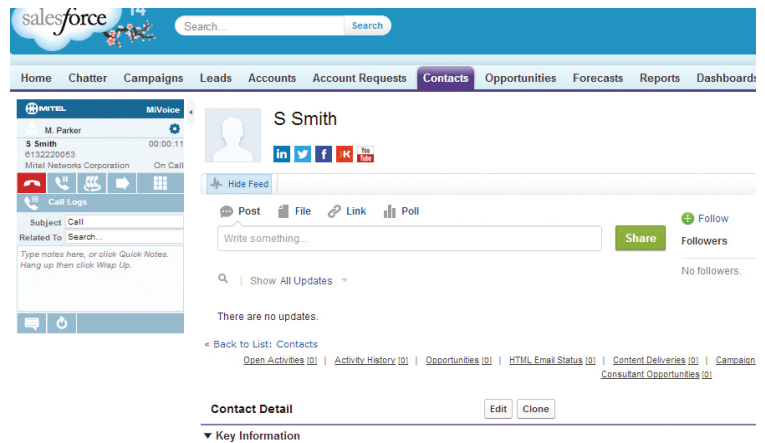 salesforce
14
Search...
Search
Home Chatter Campaigns Leads Accounts Account Requests Contacts Opportunities Forecasts Reports Dashboards
MITEL MiVoice
M. Parker
S Smith 00:00:11
6132220053
Mitel Networks Corporation On Call
Call Logs
Subject Call
Related To Search...
Type notes here, or click Quick Notes.
Hang up then click Wrap Up.
S Smith
in f You Tube
Hide Feed
Post File Link Poll
Write something...
Share
Follow
Followers
No followers.
Show All Updates
There are no updates.
« Back to List: Contacts
Open Activities [0] | Activity History [0] | Opportunities [0] | HTML Email Status [0] | Content Deliveries [0] | Campaign
Consultant Opportunities [0]
Contact Detail
Edit Clone
Key Information